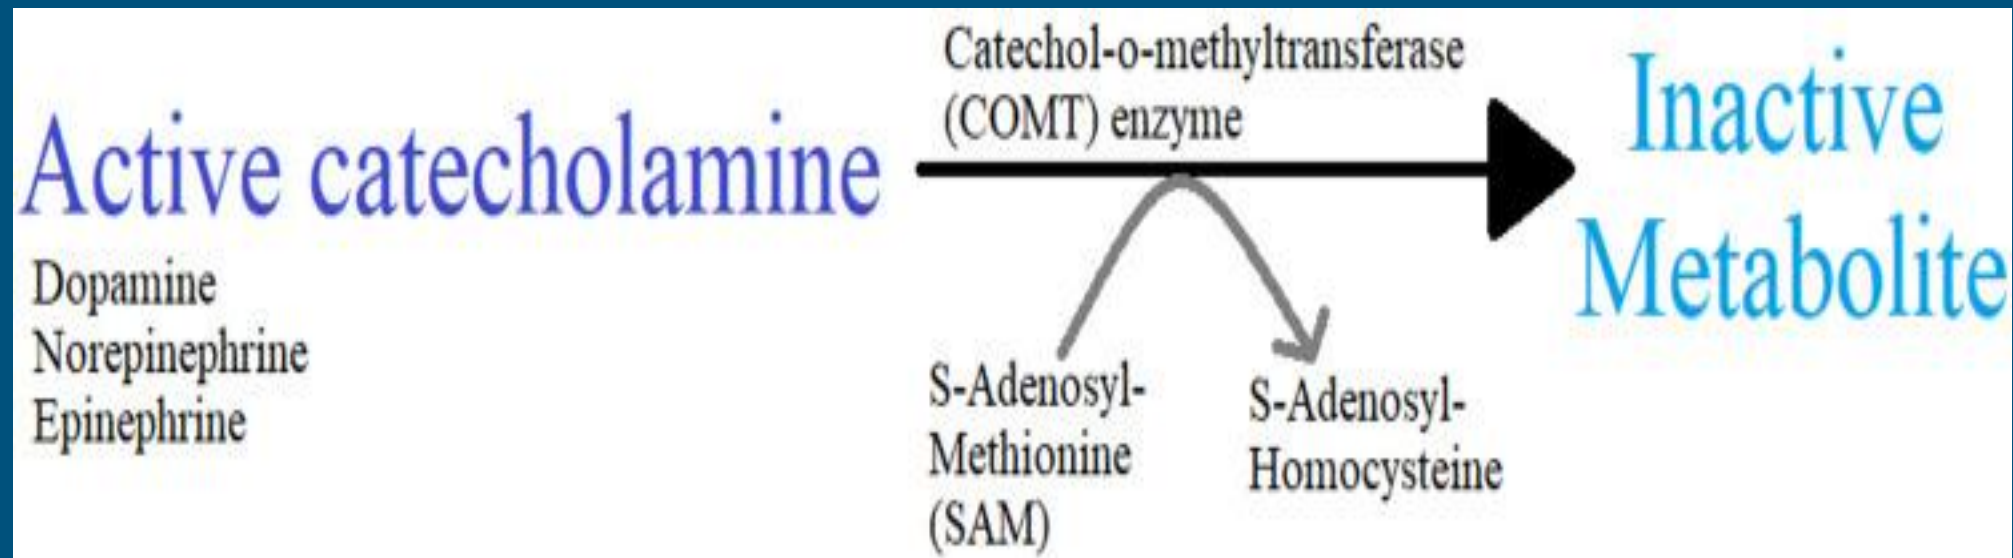 Active catecholamine
Dopamine
Norepinephrine
Epinephrine
Catechol-o-methyltransferase
(COMT) enzyme
S-Adenosyl-
Methionine
(SAM)
S-Adenosyl-
Homocysteine
Inactive
Metabolite